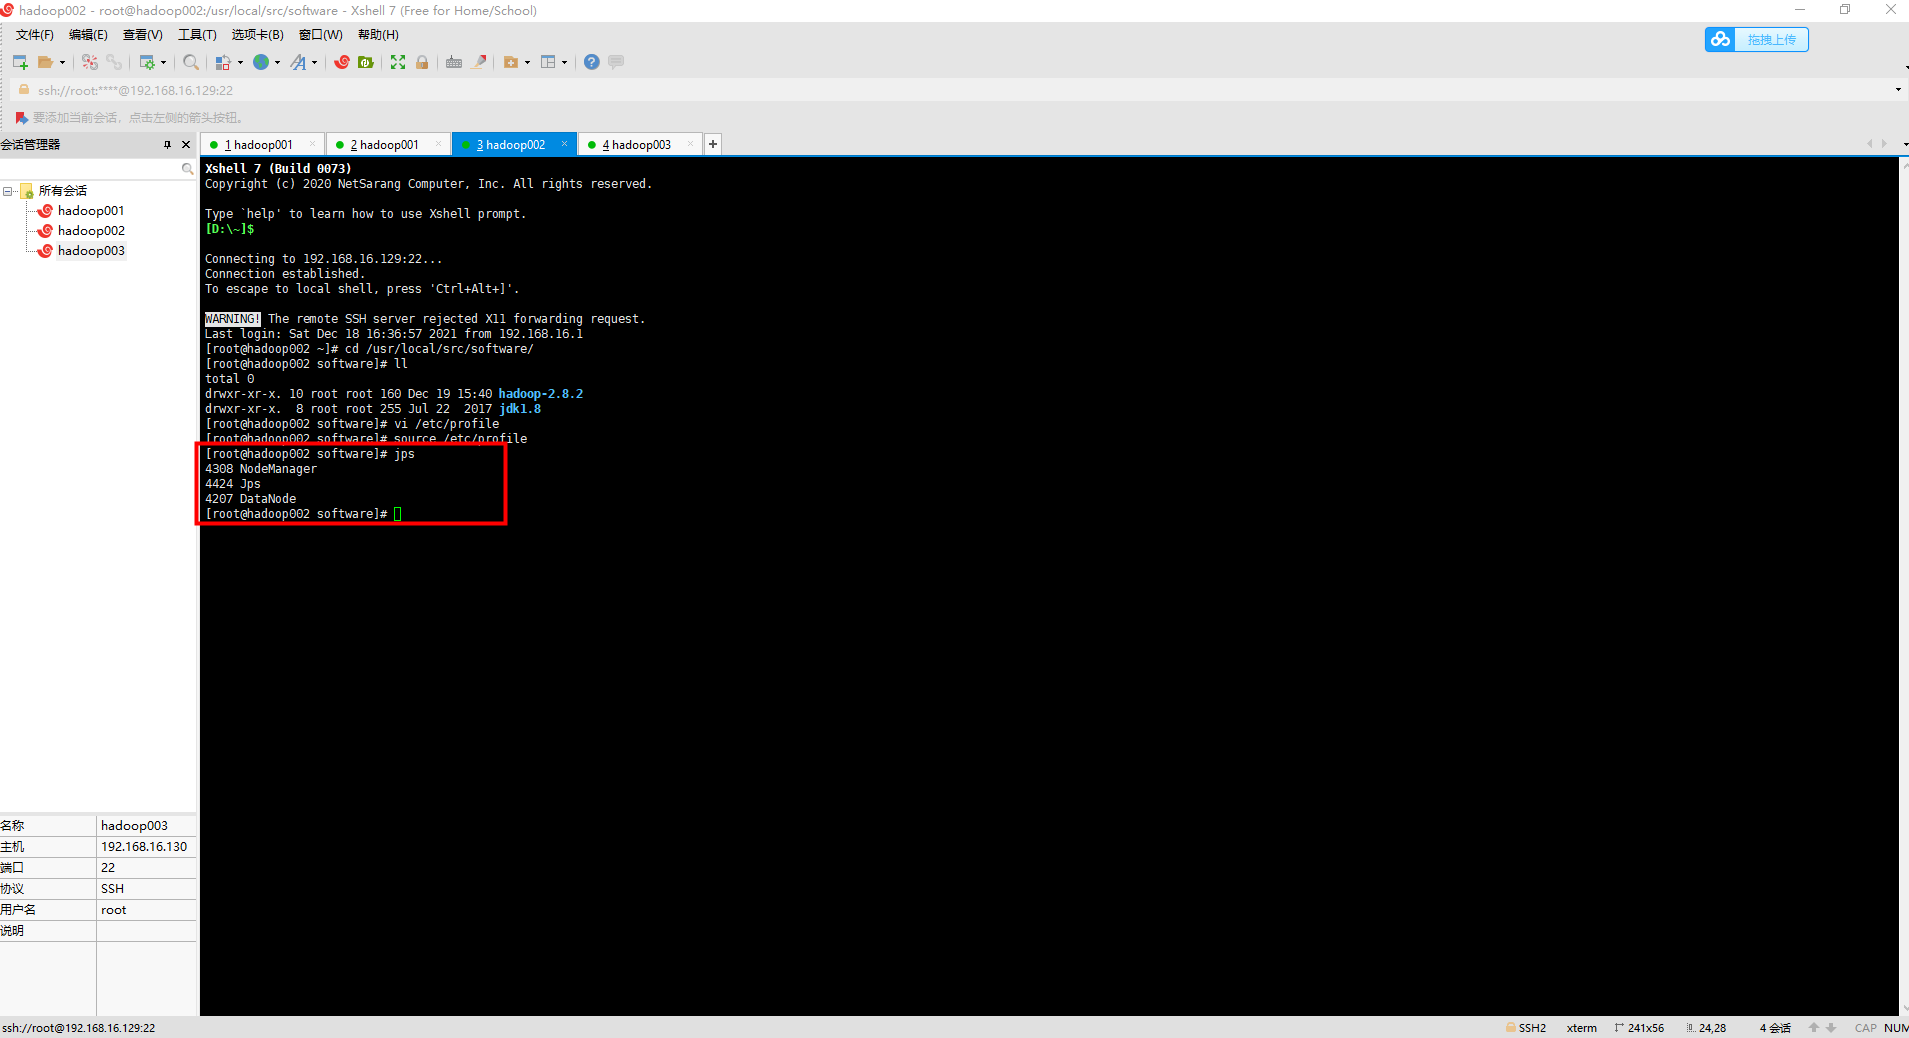 hadoop002 - root@hadoop002:/usr/local/src/software - Xshell 7 (Free for Home/School)
文件(F) 编辑(E) 查看(V) 工具(T) 选项卡(B) 窗口(W) 帮助(H)
拖拽上传
ssh://root:****@192.168.16.129:22
要添加当前会话，点击左侧的箭头按钮。
会话管理器
1 hadoop001
2 hadoop001
3 hadoop002
4 hadoop003
所有会话
hadoop001
hadoop002
hadoop003
Xshell 7 (Build 0073)
Copyright (c) 2020 NetSarang Computer, Inc. All rights reserved.
Type `help' to learn how to use Xshell prompt.
[D:\~]$
Connecting to 192.168.16.129:22...
Connection established.
To escape to local shell, press 'Ctrl+Alt+]'.
WARNING! The remote SSH server rejected X11 forwarding request.
Last login: Sat Dec 18 16:36:57 2021 from 192.168.16.1
[root@hadoop002 ~]# cd /usr/local/src/software/
[root@hadoop002 software]# ll
total 0
drwxr-xr-x. 10 root root 160 Dec 19 15:40 hadoop-2.8.2
drwxr-xr-x.  8 root root 255 Jul 22  2017 jdk1.8
[root@hadoop002 software]# vi /etc/profile
[root@hadoop002 software]# source /etc/profile
[root@hadoop002 software]# jps
4308 NodeManager
4424 Jps
4207 DataNode
[root@hadoop002 software]#
名称 hadoop003
主机 192.168.16.130
端口 22
协议 SSH
用户名 root
说明
ssh://root@192.168.16.129:22
SSH2 xterm 241x56 24,28 4 会话 CAP NUM